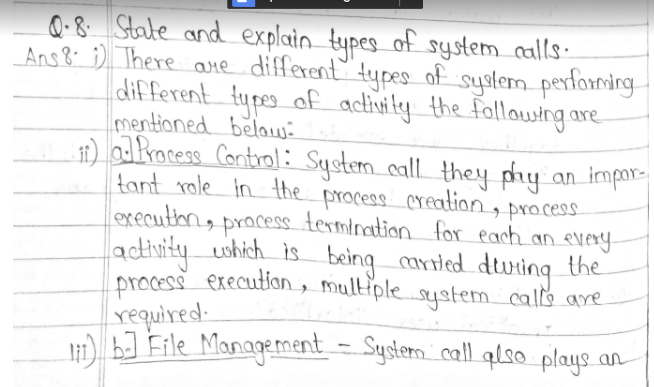 Q.8. State and explain types of system calls.
Ans8. i) There are different types of system performing
different types of activity the following are
mentioned below:
ii) a.] Process Control: System call they play an impor-
tant role in the process creation, process
execution, process termination for each an every
activity which is being carried during the
process execution, multiple system calls are
required.
iii) b.] File Management - System call also plays an